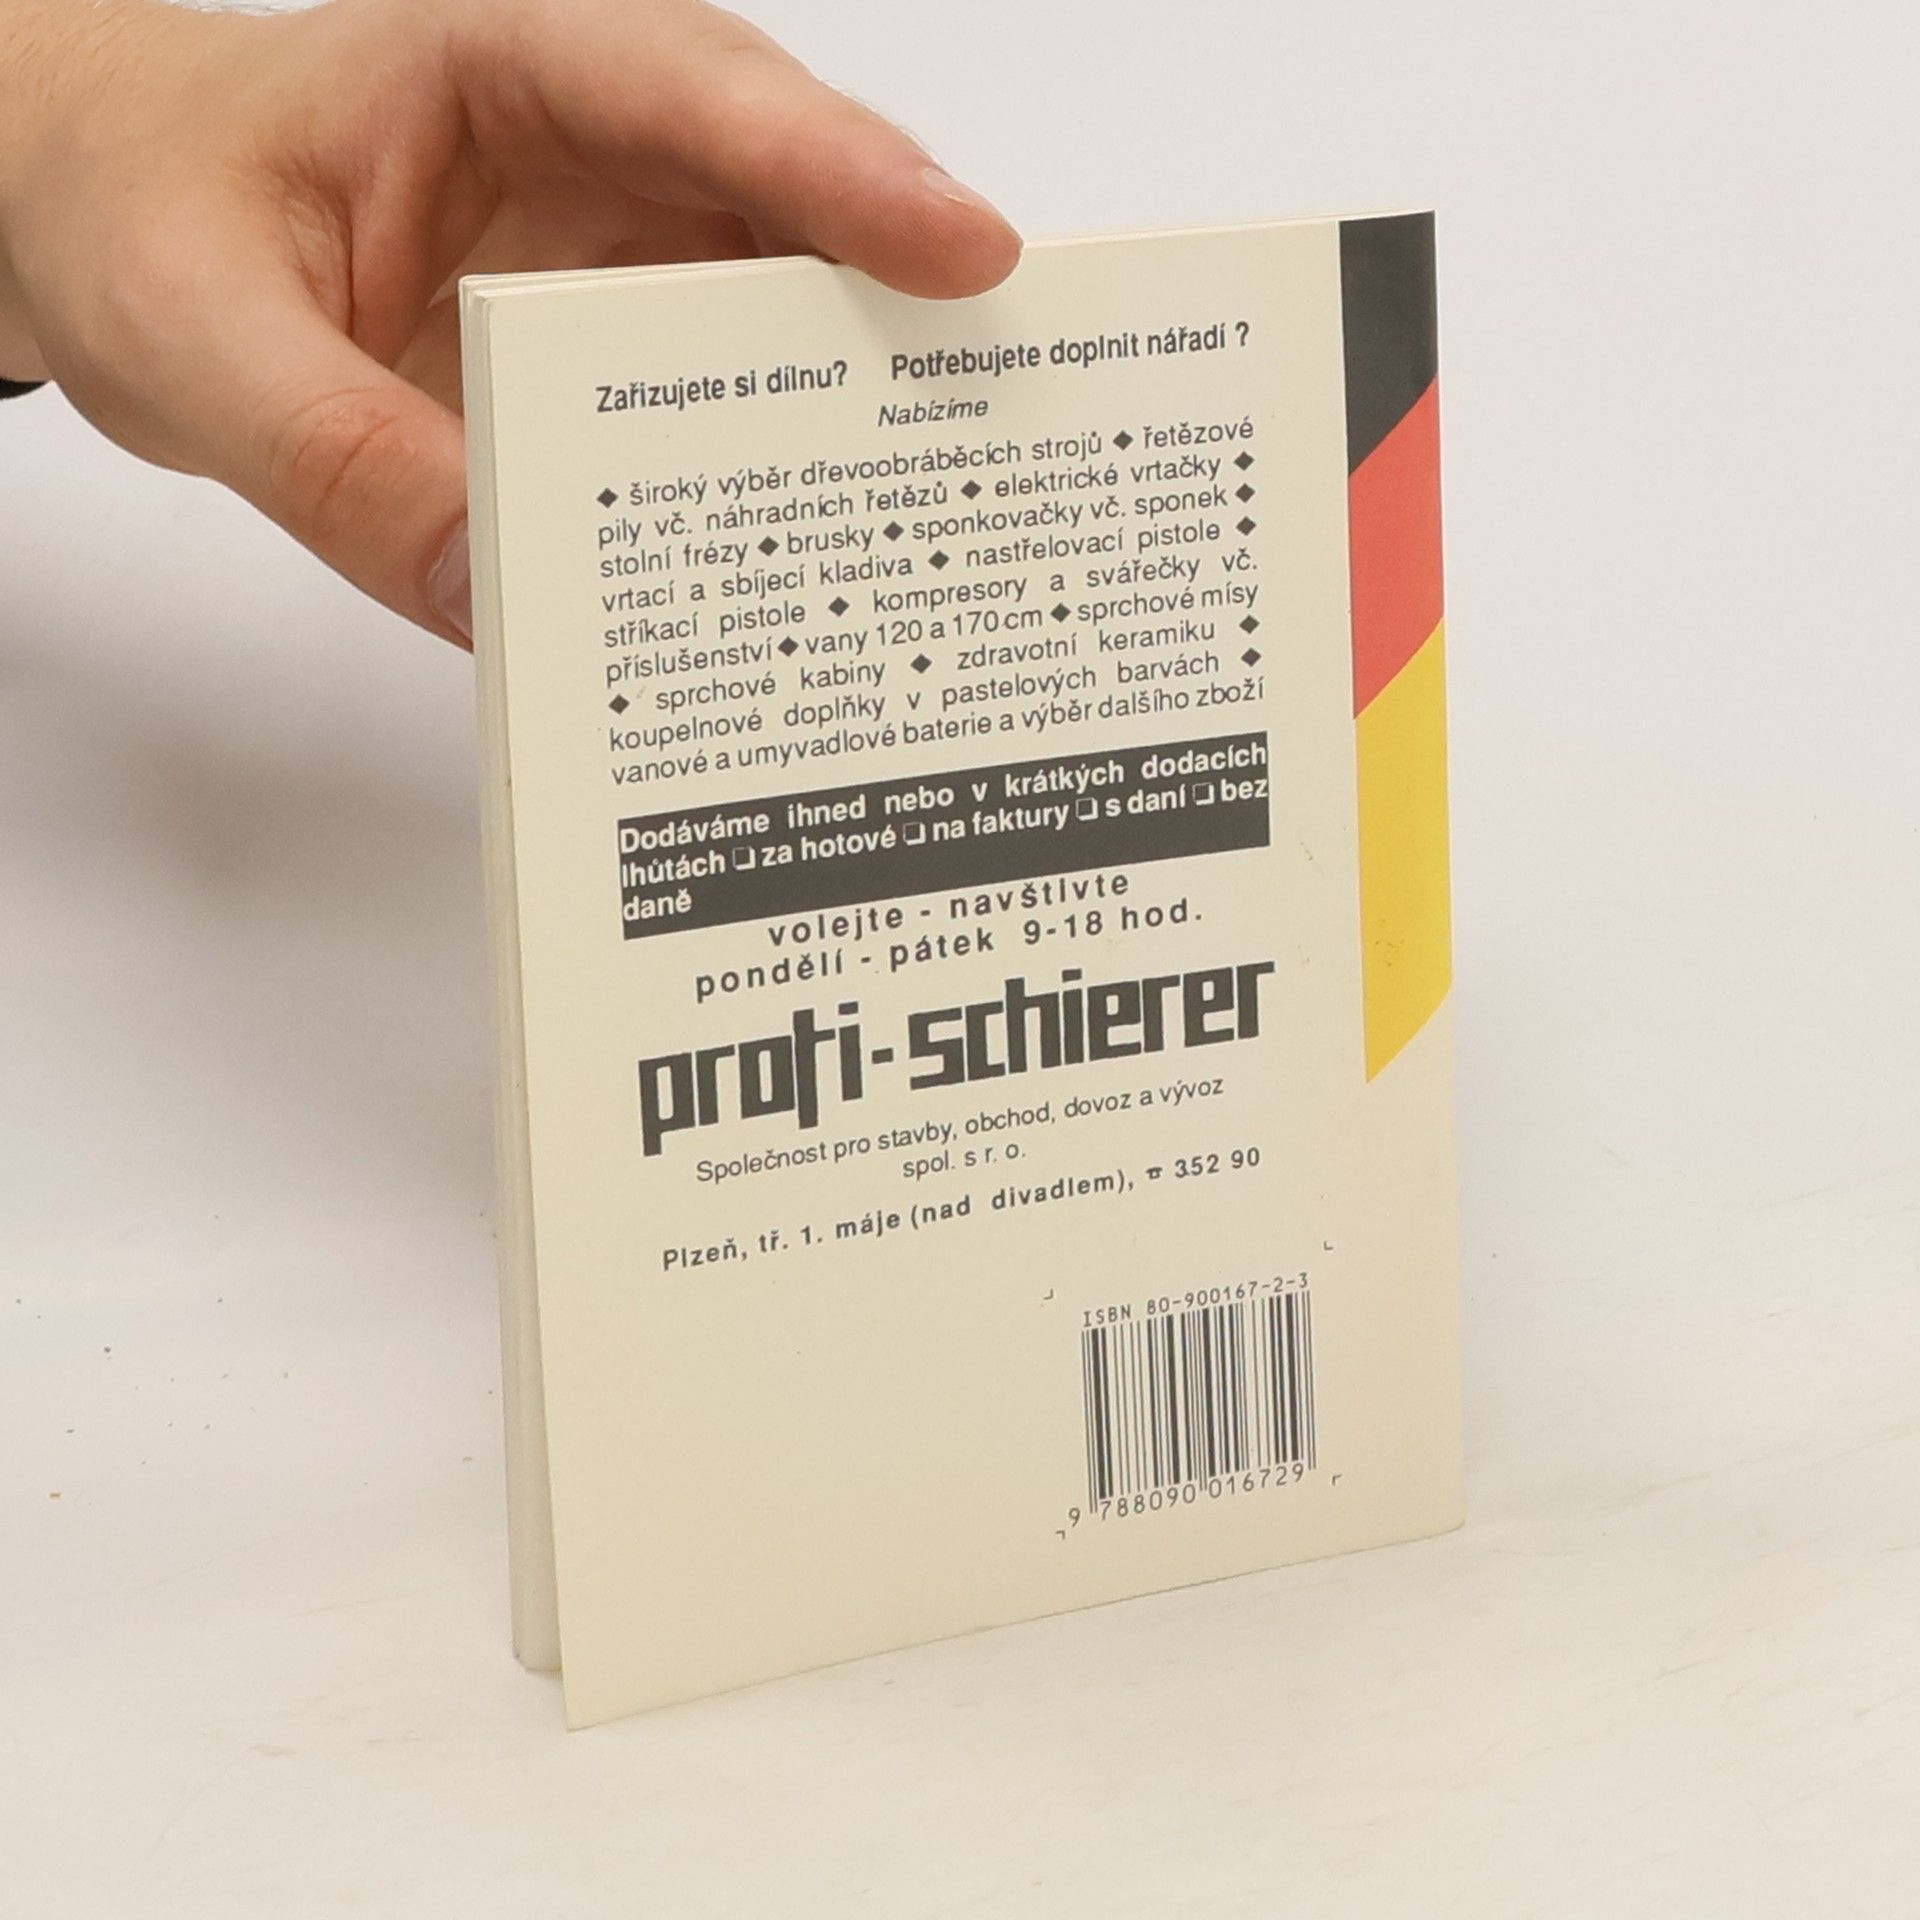 Zařizujete si dílnu? Potřebujete doplnit nářadí ?
Nabízíme
◆ široký výběr dřevoobráběcích strojů ◆ řetězové
pily vč. náhradních řetězů ◆ elektrické vrtačky ◆
stolní frézy ◆ brusky ◆ sponkovačky vč. sponek ◆
vrtací a sbíjecí kladiva ◆ nastřelovací pistole ◆
stříkací pistole ◆ kompresory a svářečky vč.
příslušenství ◆ vany 120 a 170 cm ◆ sprchové mísy
◆ sprchové kabiny ◆ zdravotní keramiku ◆
koupelnové doplňky v pastelových barvách ◆
vanové a umyvadlové baterie a výběr dalšího zboží
Dodáváme ihned nebo v krátkých dodacích
lhútách ❏ za hotové ❏ na faktury ❏ s daní ❏ bez
daně
volejte - navštivte
pondělí - pátek 9-18 hod.
profi-schierer
Společnost pro stavby, obchod, dovoz a vývoz
spol. s r. o.
Plzeň, tř. 1. máje (nad divadlem), ☎ 352 90
ISBN 80-900167-2-3
9 788090 016729